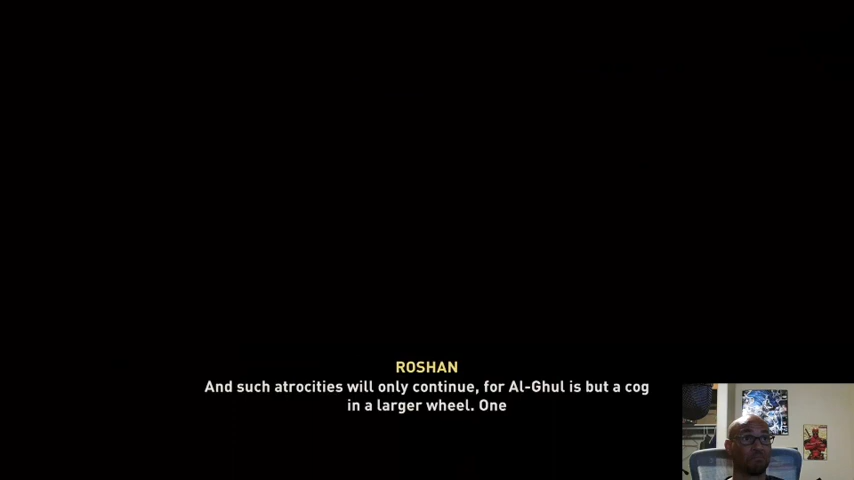 ROSHAN
And such atrocities will only continue, for Al-Ghul is but a cog
in a larger wheel. One